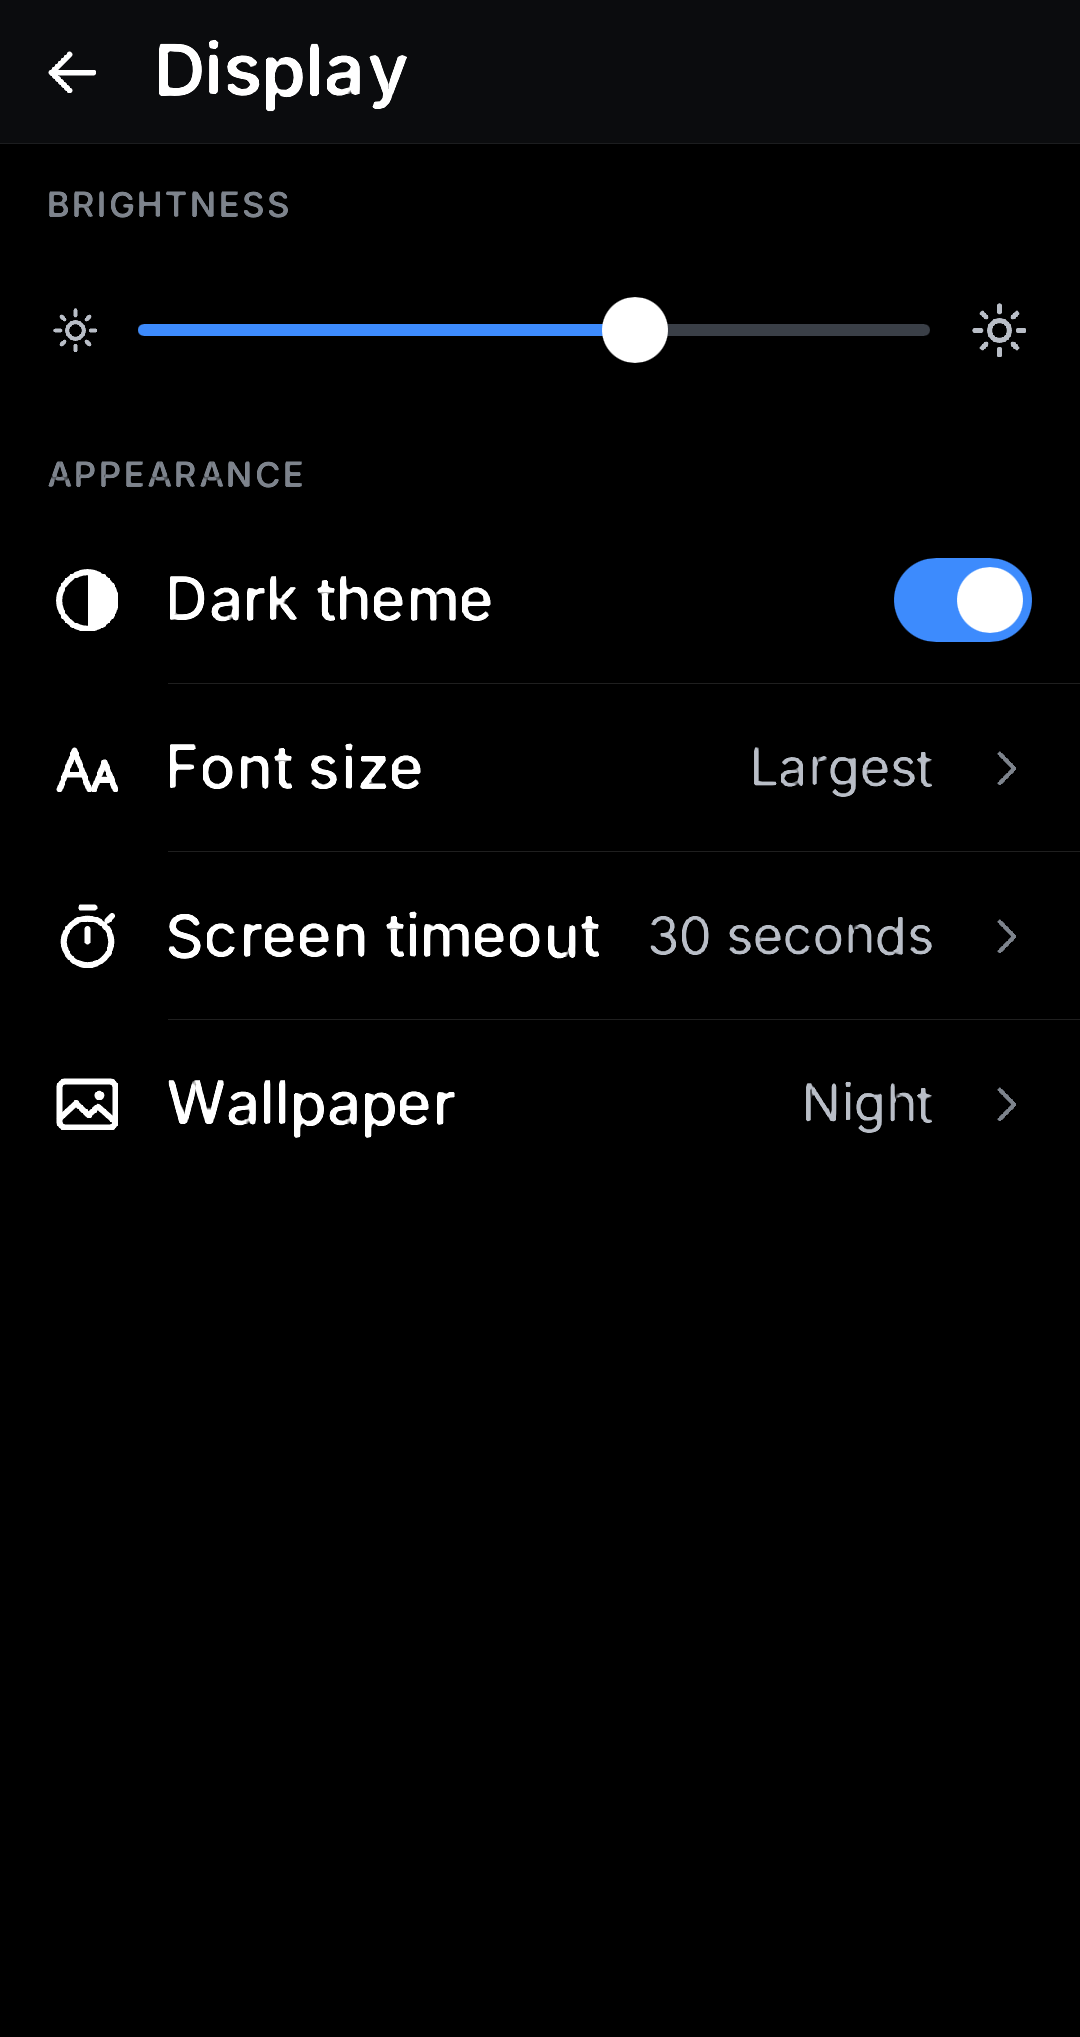 Display
BRIGHTNESS
APPEARANCE
Dark theme
Font size Largest
Screen timeout 30 seconds
Wallpaper Night